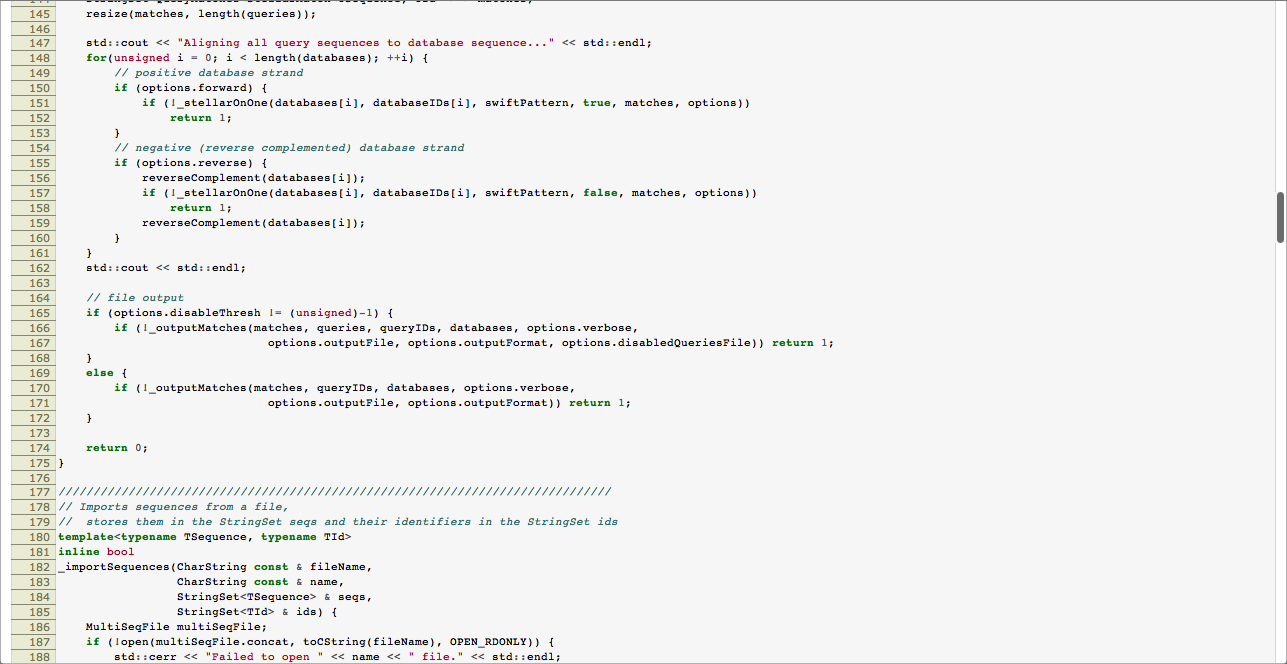 145     resize(matches, length(queries));
146
147     std::cout << "Aligning all query sequences to database sequence..." << std::endl;
148     for(unsigned i = 0; i < length(databases); ++i) {
149         // positive database strand
150         if (options.forward) {
151             if (!_stellarOnOne(databases[i], databaseIDs[i], swiftPattern, true, matches, options))
152                 return 1;
153         }
154         // negative (reverse complemented) database strand
155         if (options.reverse) {
156             reverseComplement(databases[i]);
157             if (!_stellarOnOne(databases[i], databaseIDs[i], swiftPattern, false, matches, options))
158                 return 1;
159             reverseComplement(databases[i]);
160         }
161     }
162     std::cout << std::endl;
163
164     // file output
165     if (options.disableThresh != (unsigned)-1) {
166         if (!_outputMatches(matches, queries, queryIDs, databases, options.verbose,
167                               options.outputFile, options.outputFormat, options.disabledQueriesFile)) return 1;
168     }
169     else {
170         if (!_outputMatches(matches, queryIDs, databases, options.verbose,
171                               options.outputFile, options.outputFormat)) return 1;
172     }
173
174     return 0;
175 }
176
177 ///////////////////////////////////////////////////////////////////////////////
178 // Imports sequences from a file,
179 //  stores them in the StringSet seqs and their identifiers in the StringSet ids
180 template<typename TSequence, typename TId>
181 inline bool
182 _importSequences(CharString const & fileName,
183                  CharString const & name,
184                  StringSet<TSequence> & seqs,
185                  StringSet<TId> & ids) {
186     MultiSeqFile multiSeqFile;
187     if (!open(multiSeqFile.concat, toCString(fileName), OPEN_RDONLY)) {
188         std::cerr << "Failed to open " << name << " file." << std::endl;